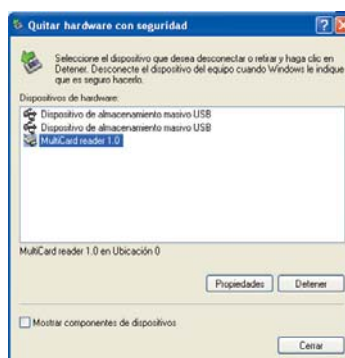 Quitar hardware con seguridad
Seleccione el dispositivo que desea desconectar o retirar y haga clic en
Detener. Desconecte el dispositivo del equipo cuando Windows le indique
que es seguro hacerlo.
Dispositivos de hardware:
Dispositivo de almacenamiento masivo USB
Dispositivo de almacenamiento masivo USB
MultiCard reader 1.0
MultiCard reader 1.0 en Ubicación 0
Propiedades Detener
Mostrar componentes de dispositivos
Cerrar